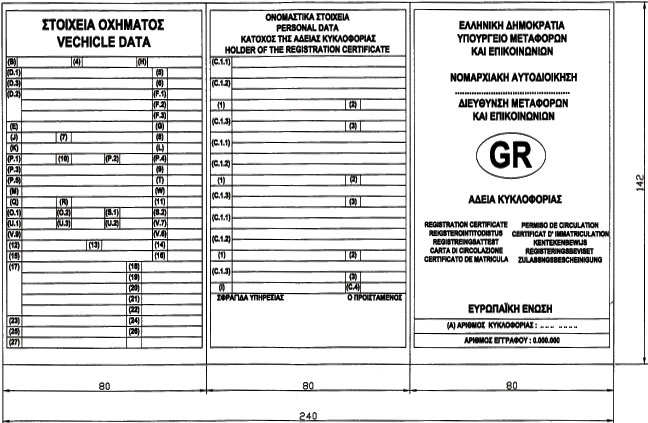 ΣΤΟΙΧΕΙΑ ΟΧΗΜΑΤΟΣ
VECHICLE DATA
(B) (4) (H)
(D.1) (5)
(D.3) (6)
(D.2) (F.1)
(F.2)
(F.3)
(E) (G)
(J) (7) (8)
(K) (L)
(P.1) (10) (P.2) (P.4)
(P.3) (9)
(P.5) (T)
(M) (W)
(Q) (R) (11)
(O.1) (O.2) (S.1) (S.2)
(U.1) (U.3) (U.2) (V.7)
(V.9) (V.8)
(12) (13) (14)
(15) (16)
(17) (18)
(19)
(20)
(21)
(22)
(23) (24)
(25) (26)
(27)
ΟΝΟΜΑΣΤΙΚΑ ΣΤΟΙΧΕΙΑ
PERSONAL DATA
ΚΑΤΟΧΟΣ ΤΗΣ ΑΔΕΙΑΣ ΚΥΚΛΟΦΟΡΙΑΣ
HOLDER OF THE REGISTRATION CERTIFICATE
(C.1.1)
(C.1.2)
(1) (2)
(C.1.3)
(3)
(C.1.1)
(C.1.2)
(1) (2)
(C.1.3)
(3)
(C.1.1)
(C.1.2)
(1) (2)
(C.1.3)
(3)
(I) (C.4)
ΣΦΡΑΓΙΔΑ ΥΠΗΡΕΣΙΑΣ Ο ΠΡΟΙΣΤΑΜΕΝΟΣ
ΕΛΛΗΝΙΚΗ ΔΗΜΟΚΡΑΤΙΑ
ΥΠΟΥΡΓΕΙΟ ΜΕΤΑΦΟΡΩΝ
ΚΑΙ ΕΠΙΚΟΙΝΩΝΙΩΝ
ΝΟΜΑΡΧΙΑΚΗ ΑΥΤΟΔΙΟΙΚΗΣΗ
....................................
ΔΙΕΥΘΥΝΣΗ ΜΕΤΑΦΟΡΩΝ
ΚΑΙ ΕΠΙΚΟΙΝΩΝΙΩΝ
GR
ΑΔΕΙΑ ΚΥΚΛΟΦΟΡΙΑΣ
REGISTRATION CERTIFICATE PERMISO DE CIRCULATION
REKISTEROINTITODISTUS CERTIFICAT D' IMMATRICULATION
REGISTREINGSATTEST KENTEKENBEWIJS
CARTA DI CIRCOLAZIONE REGISTERINGSBEVISET
CERTIFICATO DE MATRICULA ZULASSNGSBESCHEINIGUNG
ΕΥΡΩΠΑΪΚΗ ΕΝΩΣΗ
(Α) ΑΡΙΘΜΟΣ ΚΥΚΛΟΦΟΡΙΑΣ : ... ... ... ...
ΑΡΙΘΜΟΣ ΕΓΓΡΑΦΟΥ : 0.000.000
142
80 80 80
240